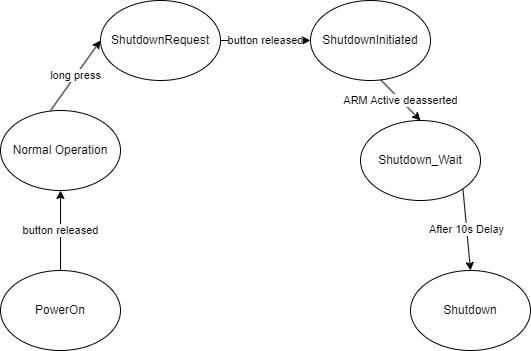 ShutdownRequest
button released
ShutdownInitiated
long press
ARM Active deasserted
Normal Operation
Shutdown_Wait
button released
After 10s Delay
PowerOn
Shutdown